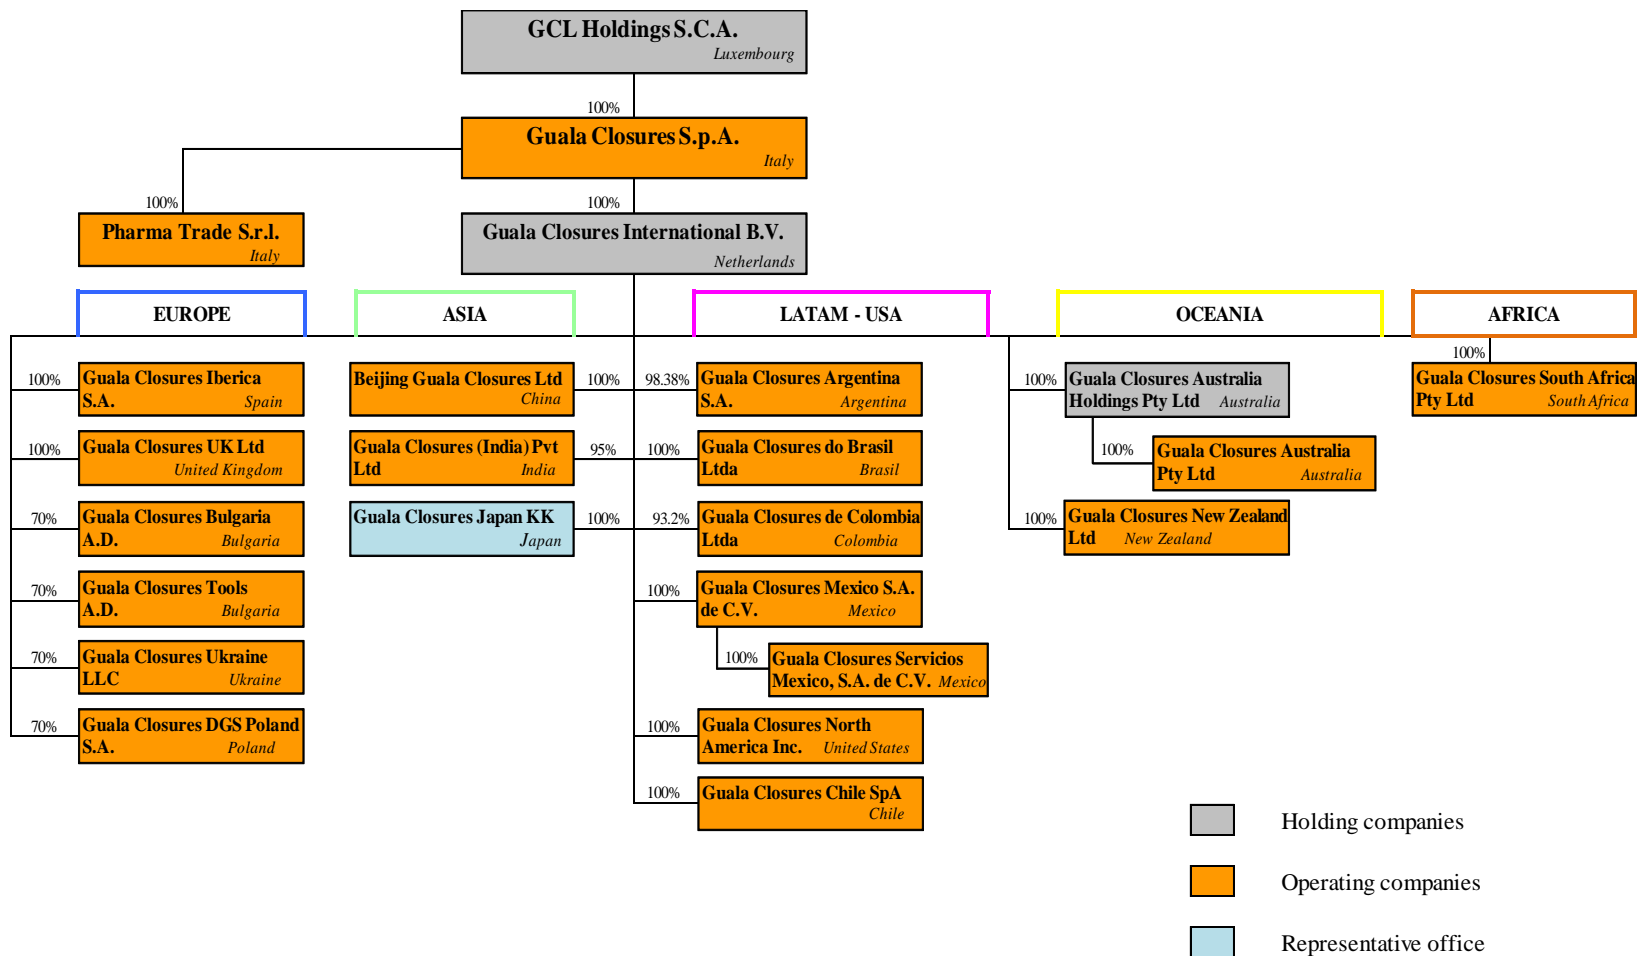 GCL Holdings S.C.A.
Luxembourg
100%
Guala Closures S.p.A.
Italy
100%
100%
Pharma Trade S.r.l.
Italy
Guala Closures International B.V.
Netherlands
EUROPE
ASIA
LATAM - USA
OCEANIA
AFRICA
100%
Guala Closures Iberica
S.A. Spain
100%
Guala Closures UK Ltd
United Kingdom
70%
Guala Closures Bulgaria
A.D. Bulgaria
70%
Guala Closures Tools
A.D. Bulgaria
70%
Guala Closures Ukraine
LLC Ukraine
70%
Guala Closures DGS Poland
S.A. Poland
Beijing Guala Closures Ltd
China
100%
Guala Closures (India) Pvt
Ltd India
95%
Guala Closures Japan KK
Japan
100%
98.38%
Guala Closures Argentina
S.A. Argentina
100%
Guala Closures do Brasil
Ltda Brasil
93.2%
Guala Closures de Colombia
Ltda Colombia
100%
Guala Closures Mexico S.A.
de C.V. Mexico
100%
Guala Closures Servicios
Mexico, S.A. de C.V. Mexico
100%
Guala Closures North
America Inc. United States
100%
Guala Closures Chile SpA
Chile
100%
Guala Closures Australia
Holdings Pty Ltd Australia
100%
Guala Closures Australia
Pty Ltd Australia
100%
Guala Closures New Zealand
Ltd New Zealand
100%
Guala Closures South Africa
Pty Ltd South Africa
Holding companies
Operating companies
Representative office